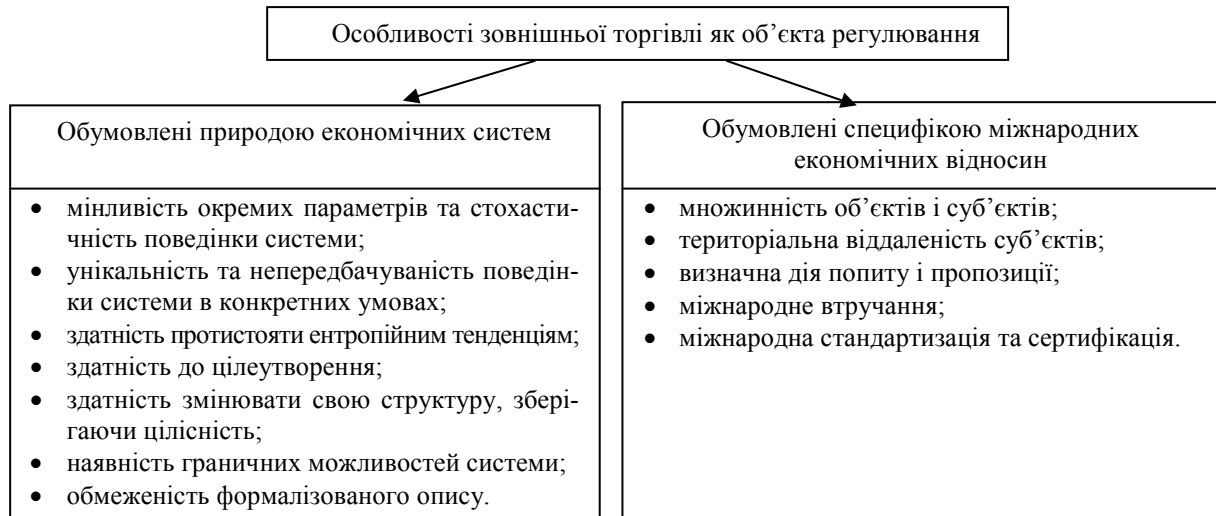 Особливості зовнішньої торгівлі як об’єкта регулювання
Обумовлені природою економічних систем
• мінливість окремих параметрів та стохасти-
чність поведінки системи;
• унікальність та непередбачуваність поведін-
ки системи в конкретних умовах;
• здатність протистояти ентропійним тенденціям;
• здатність до цілеутворення;
• здатність змінювати свою структуру, збері-
гаючи цілісність;
• наявність граничних можливостей системи;
• обмеженість формалізованого опису.
Обумовлені специфікою міжнародних
економічних відносин
• множинність об’єктів і суб’єктів;
• територіальна віддаленість суб’єктів;
• визначна дія попиту і пропозиції;
• міжнародне втручання;
• міжнародна стандартизація та сертифікація.